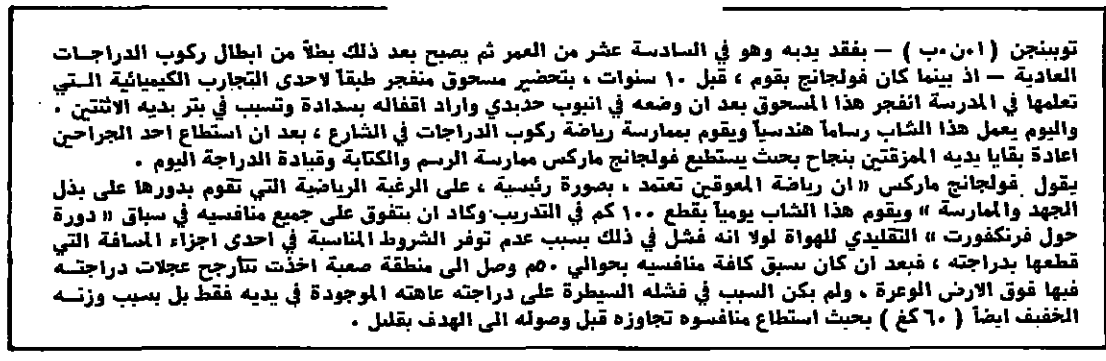 توبنجن (ا٠ن٠ب) — يفقد يديه وهو في السادسة عشر من العمر ثم يصبح بعد ذلك بطلاً من ابطال ركوب الدراجـات
العادية — اذ بينما كان فولجانج يقوم ، قبل ١٠ سنوات ، بتحضير مسحوق منفجر طبقاً لاحدى التجارب الكيميائية الـتي
تعلمها في المدرسة انفجر هذا المسحوق بعد ان وضعه في انبوب حديدي واراد اقفاله بسدادة وتسبب في بتر يديه الاثنتين ٠
واليوم يعمل هذا الشاب رساماً هندسياً ويقوم بممارسة رياضة ركوب الدراجات في الشارع ، بعد ان استطاع احد الجراحين
اعادة بقايا يديه الممزقتين بنجاح بحيث يستطيع فولجانج ماركس ممارسة الرسم والكتابة وقيادة الدراجة اليوم ٠
يقول فولجانج ماركس « ان رياضة المعوقين تعتمد ، بصورة رئيسية ، على الرغبة الرياضية التي تقوم بدورها على بذل
الجهد والممارسة » ويقوم هذا الشاب يومياً بقطع ١٠٠ كم في التدريب وكاد ان يتفوق على جميع منافسيه في سباق « دورة
حول فرنكفورت » التقليدي للهواة لولا انه فشل في ذلك بسبب عدم توفر الشروط المناسبة في احدى اجزاء المسافة التي
قطعها بدراجته ، فبعد ان كان سبق كافة منافسيه بحوالي ٥٠م وصل الى منطقة صعبة اخذت تتأرجح عجلات دراجتـه
فيها فوق الارض الوعرة ، ولم يكن السبب في فشله السيطرة على دراجته عاهته الموجودة في يديه فقط بل بسبب وزنـه
الخفيف ايضاً ( ٦٠ كغ ) بحيث استطاع منافسوه تجاوزه قبل وصوله الى الهدف بقليل ٠